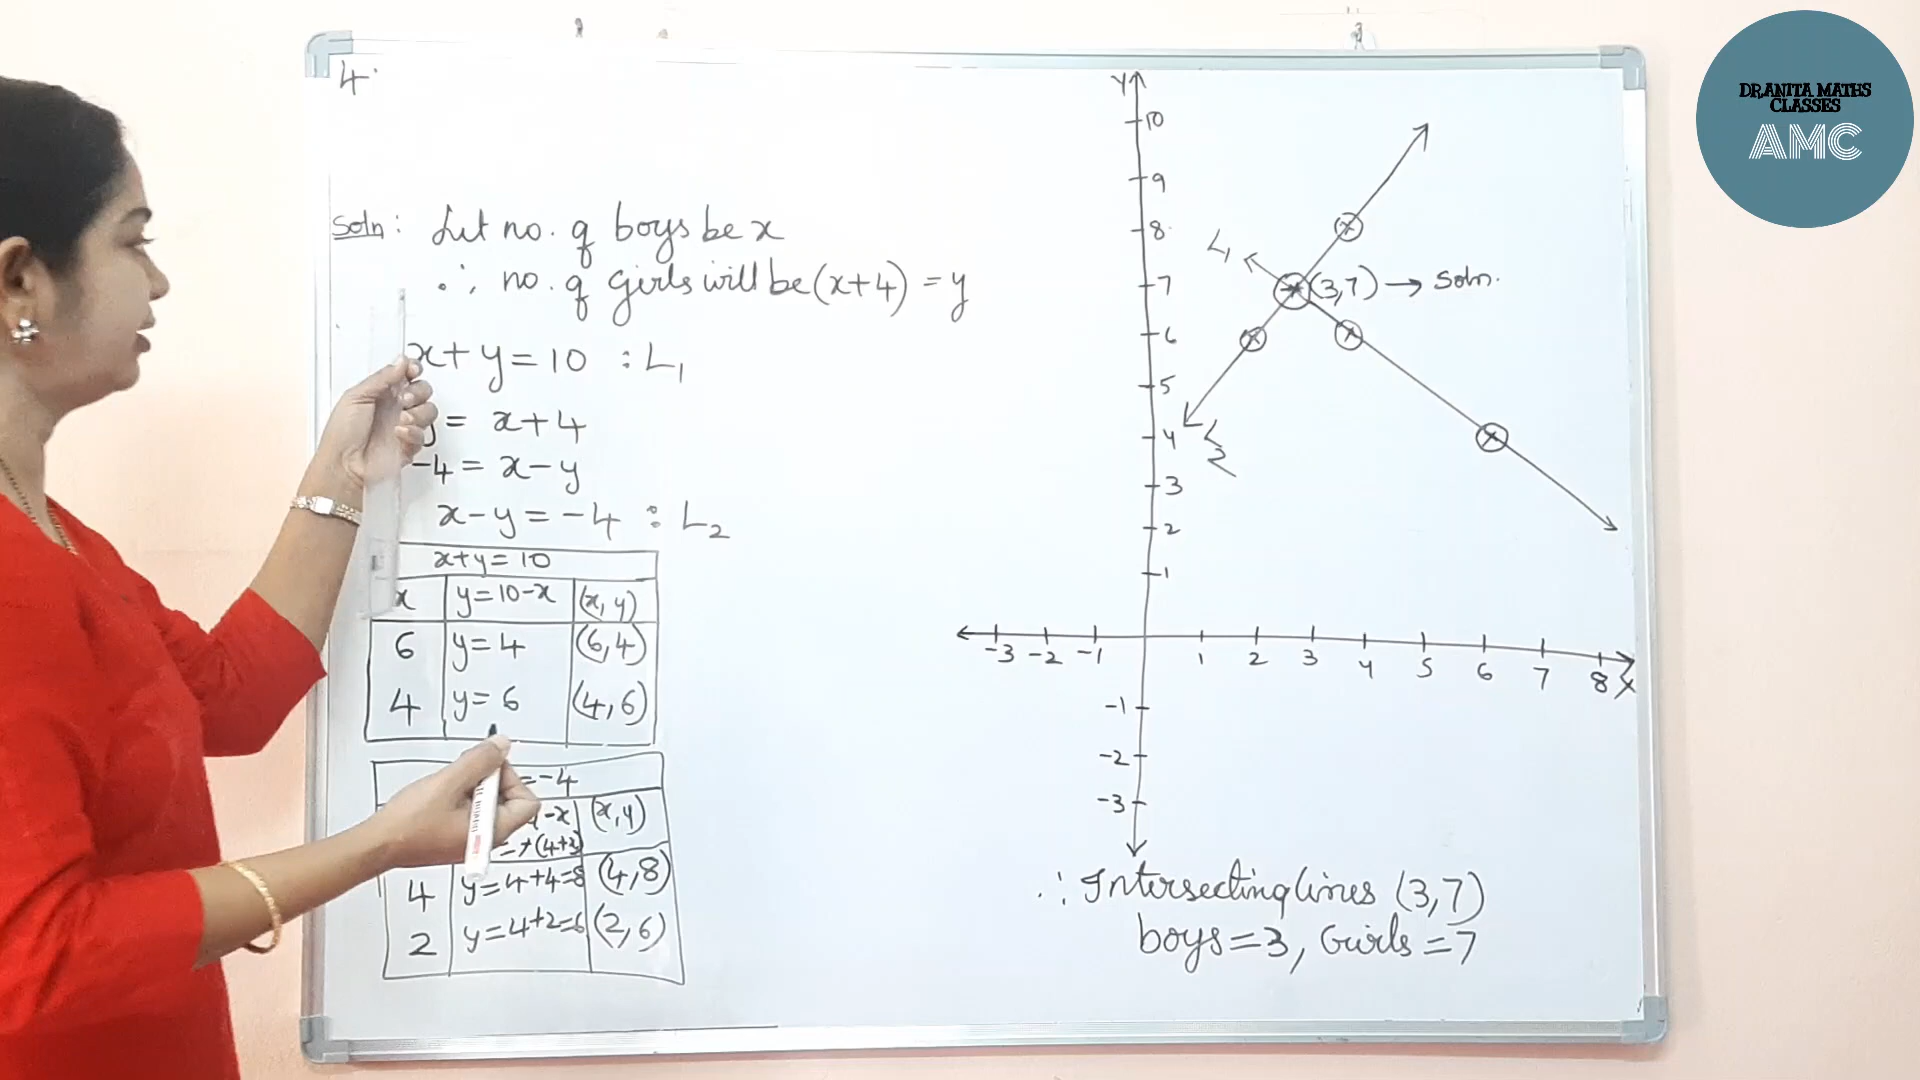 4.
Soln: Let no. of boys be x
∴ no. of girls will be (x+4) = y
x + y = 10 : L1
y = x+4
-4 = x - y
x - y = -4 : L2
x+y = 10
x y=10-x (x, y)
6 y=4 (6,4)
4 y=6 (4,6)
=-4
-x (x, y)
=+(4+x)
4 y=4+4=8 (4,8)
2 y=4+2=6 (2,6)
Y
10
9
8
7
6
5
4
3
2
1
-3 -2 -1 1 2 3 4 5 6 7 8 X
-1
-2
-3
L1
(3,7) → Soln.
L2
∴ Intersecting lines (3,7)
boys = 3, Girls = 7
DR.ANITA MATHS
CLASSES
AMC